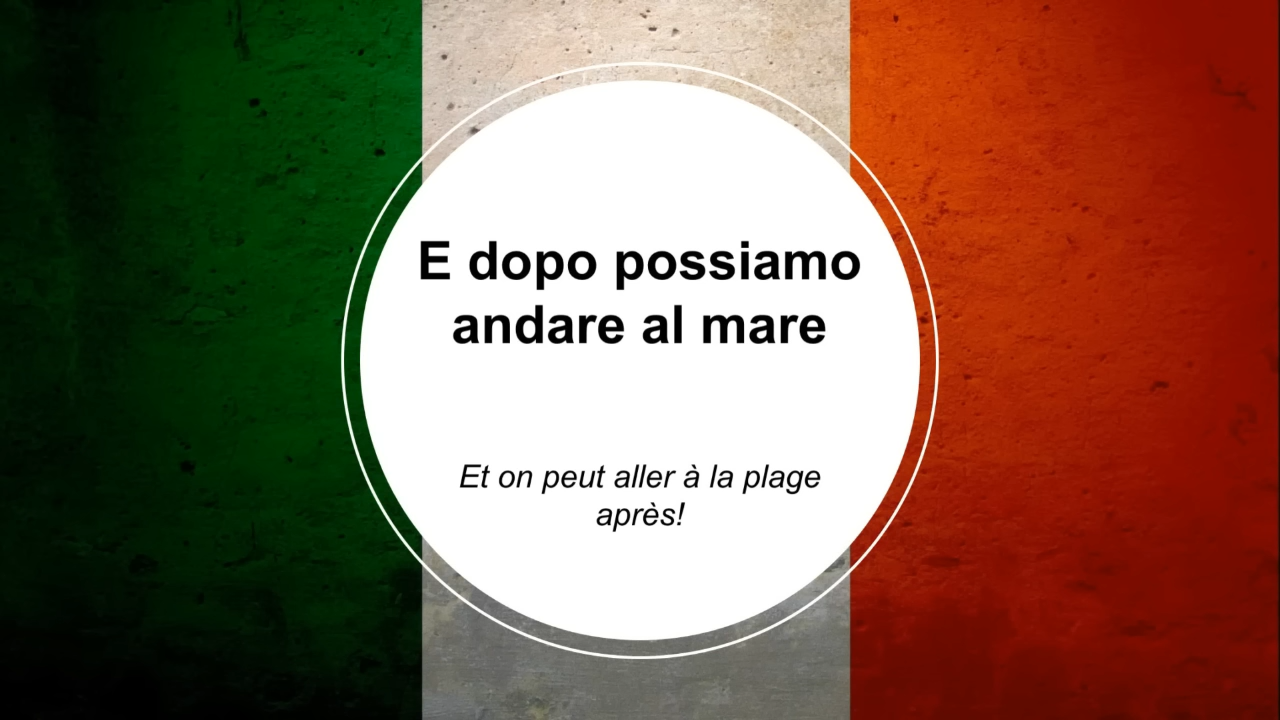 E dopo possiamo
andare al mare
Et on peut aller à la plage
après!